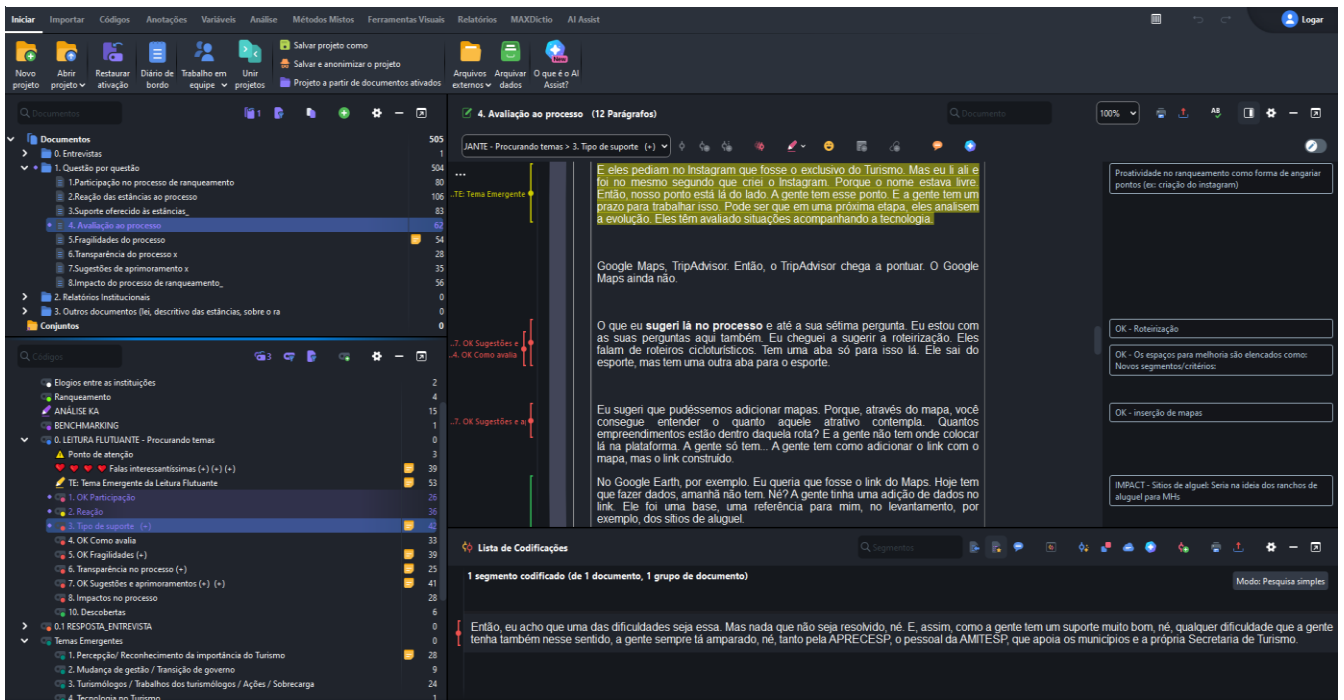 Iniciar Importar Códigos Anotações Variáveis Análise Métodos Mistos Ferramentas Visuais Relatórios MAXDictio AI Assist
Logar
Novo projeto
Abrir projeto
Restaurar ativação
Diário de bordo
Trabalho em equipe
Unir projetos
Salvar projeto como
Salvar e anonimizar o projeto
Projeto a partir de documentos ativados
Arquivos externos
Arquivar dados
New
O que é o AI Assist?
Documentos
1
Documentos 505
0. Entrevistas 1
1. Questão por questão 504
1.Participação no processo de ranqueamento 80
2.Reação das estâncias ao processo 106
3.Suporte oferecido às estâncias_ 83
4. Avaliação ao processo 62
5.Fragilidades do processo 54
6.Transparência do processo x 28
7.Sugestões de aprimoramento x 35
8.Impacto do processo de ranqueamento_ 56
2. Relatórios Institucionais 0
3. Outros documentos (lei, descritivo das estâncias, sobre o ra 0
Conjuntos 0
Códigos
3
Elogios entre as instituições 2
Ranqueamento 4
ANÁLISE KA 15
BENCHMARKING 1
0. LEITURA FLUTUANTE - Procurando temas 0
Ponto de atenção 3
Falas interessantíssimas (+) (+) (+) 39
TE: Tema Emergente da Leitura Flutuante 53
1. OK Participação 26
2. Reação 36
3. Tipo de suporte (+) 42
4. OK Como avalia 33
5. OK Fragilidades (+) 39
6. Transparência no processo (+) 25
7. OK Sugestões e aprimoramentos (+) (+) 41
8. Impactos no processo 28
10. Descobertas 6
0.1 RESPOSTA_ENTREVISTA 0
Temas Emergentes 0
1. Percepção/ Reconhecimento da importância do Turismo 28
2. Mudança de gestão / Transição de governo 9
3. Turismólogos / Trabalhos dos turismólogos / Ações / Sobrecarga 24
4. Tecnologia no Turismo 1
4. Avaliação ao processo (12 Parágrafos)
Documento
100%
JANTE - Procurando temas > 3. Tipo de suporte (+)
...
..TE: Tema Emergente
E eles pediam no Instagram que fosse o exclusivo do Turismo. Mas eu li ali e
foi no mesmo segundo que criei o Instagram. Porque o nome estava livre.
Então, nosso ponto está lá do lado. A gente tem esse ponto. E a gente tem um
prazo para trabalhar isso. Pode ser que em uma próxima etapa, eles analisem
a evolução. Eles têm avaliado situações acompanhando a tecnologia.
Proatividade no ranqueamento como forma de angariar
pontos (ex: criação do instagram)
Google Maps, TripAdvisor. Então, o TripAdvisor chega a pontuar. O Google
Maps ainda não.
..7. OK Sugestões e
..4. OK Como avalia
O que eu sugeri lá no processo e até a sua sétima pergunta. Eu estou com
as suas perguntas aqui também. Eu cheguei a sugerir a roteirização. Eles
falam de roteiros cicloturísticos. Tem uma aba só para isso lá. Ele sai do
esporte, mas tem uma outra aba para o esporte.
OK - Roteirização
OK - Os espaços para melhoria são elencados como:
Novos segmentos/critérios:
..7. OK Sugestões e a
Eu sugeri que pudéssemos adicionar mapas. Porque, através do mapa, você
consegue entender o quanto aquele atrativo contempla. Quantos
empreendimentos estão dentro daquela rota? E a gente não tem onde colocar
lá na plataforma. A gente só tem... A gente tem como adicionar o link com o
mapa, mas o link construído.
OK - inserção de mapas
No Google Earth, por exemplo. Eu queria que fosse o link do Maps. Hoje tem
que fazer dados, amanhã não tem. Né? A gente tinha uma adição de dados no
link. Ele foi uma base, uma referência para mim, no levantamento, por
exemplo, dos sítios de aluguel.
IMPACT - Sitios de alguel: Seria na ideia dos ranchos de
aluguel para MHs
Lista de Codificações
Segmentos
1 segmento codificado (de 1 documento, 1 grupo de documento)
Modo: Pesquisa simples
Então, eu acho que uma das dificuldades seja essa. Mas nada que não seja resolvido, né. E, assim, como a gente tem um suporte muito bom, né, qualquer dificuldade que a gente
tenha também nesse sentido, a gente sempre tá amparado, né, tanto pela APRECESP, o pessoal da AMITESP, que apoia os municípios e a própria Secretaria de Turismo.